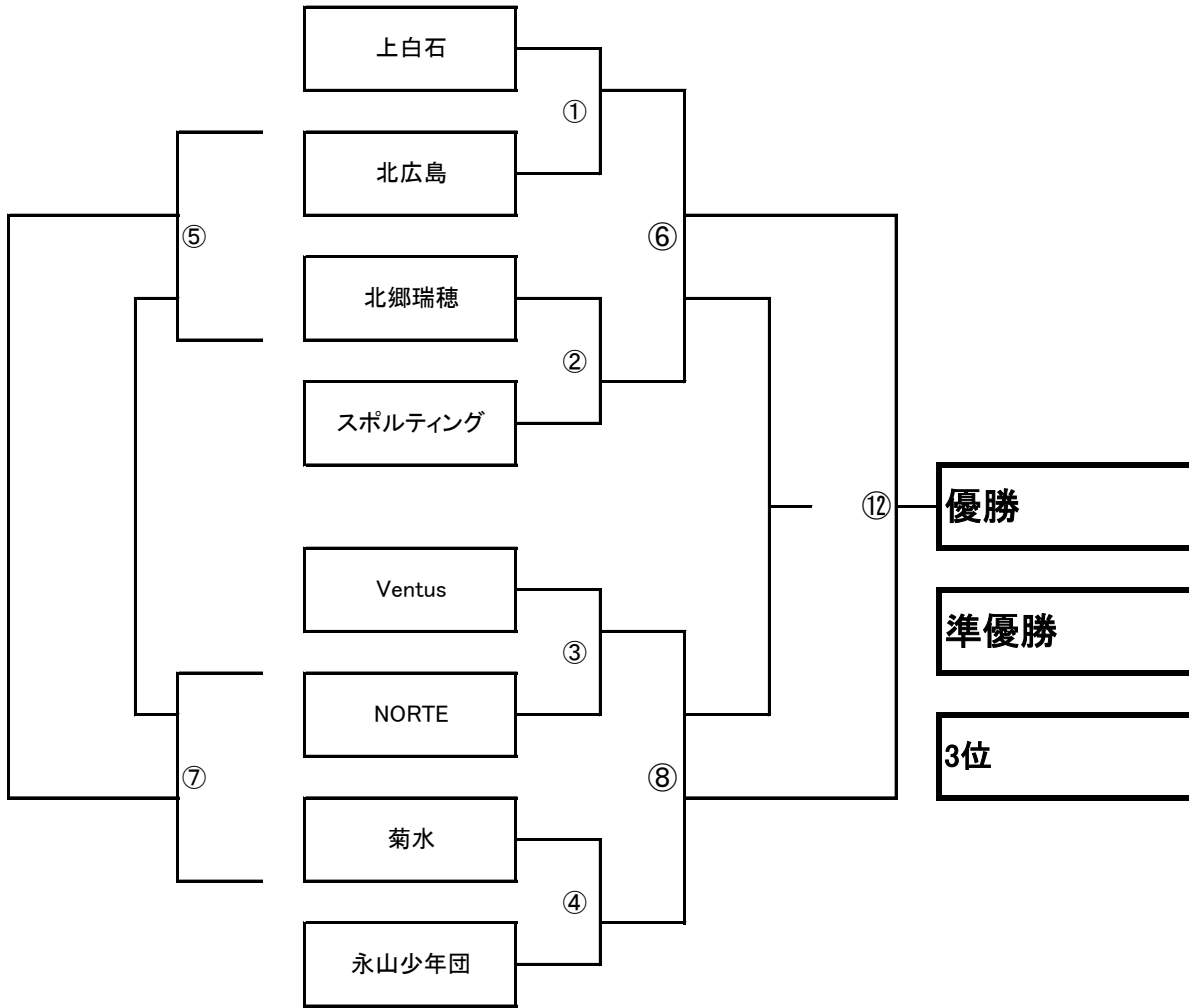 上白石
①
北広島
⑤
⑥
北郷瑞穂
②
スポルティング
⑫
優勝
Ventus
準優勝
③
NORTE
3位
⑦
⑧
菊水
④
永山少年団